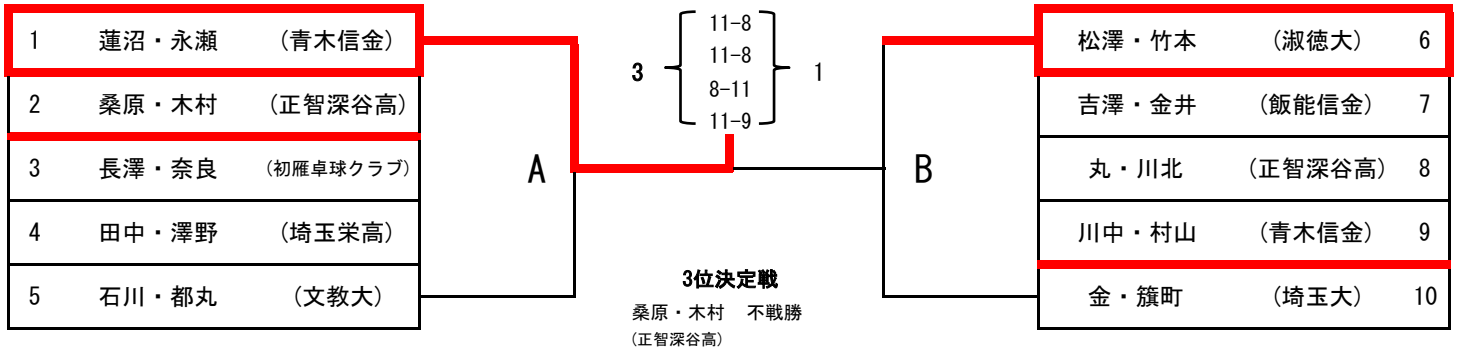 1 蓮沼・永瀬 (青木信金)
2 桑原・木村 (正智深谷高)
3 長澤・奈良 (初雁卓球クラブ)
4 田中・澤野 (埼玉栄高)
5 石川・都丸 (文教大)
A
11-8
11-8
3 8-11 1
11-9
3位決定戦
桑原・木村 不戦勝
(正智深谷高)
B
松澤・竹本 (淑徳大) 6
吉澤・金井 (飯能信金) 7
丸・川北 (正智深谷高) 8
川中・村山 (青木信金) 9
金・籏町 (埼玉大) 10